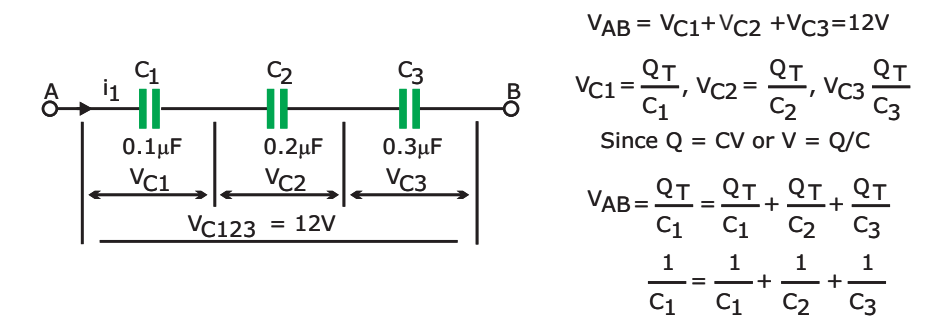 A i1 C1 C2 C3 B
0.1μF 0.2μF 0.3μF
VC1 VC2 VC3
VC123 = 12V
VAB = VC1+VC2 +VC3=12V
VC1 = QT/C1, VC2 = QT/C2, VC3 QT/C3
Since Q = CV or V = Q/C
VAB = QT/C1 = QT/C1 + QT/C2 + QT/C3
1/C1 = 1/C1 + 1/C2 + 1/C3